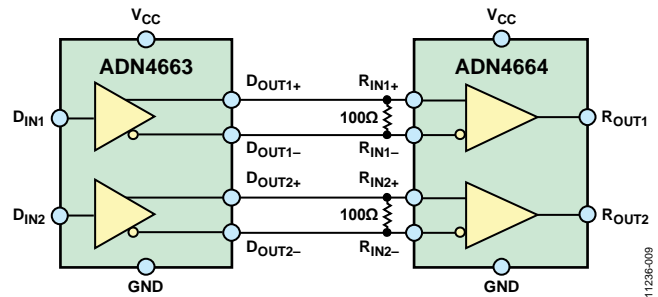 VCC VCC
ADN4663 ADN4664
DOUT1+ RIN1+
DIN1 100Ω ROUT1
DOUT1– RIN1–
DOUT2+ RIN2+
DIN2 100Ω ROUT2
DOUT2– RIN2–
GND GND
11236-009